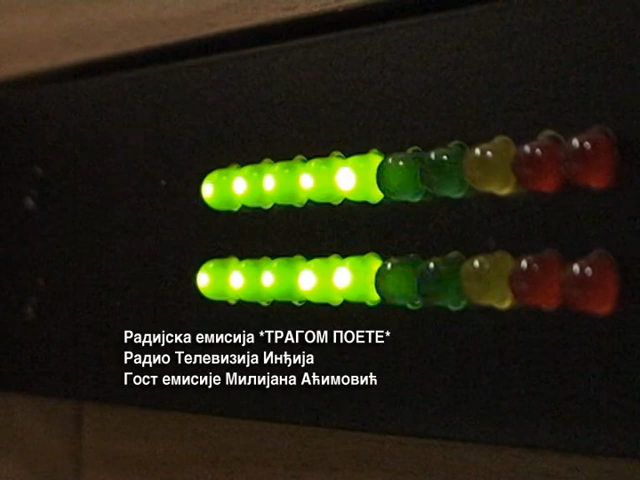 Радијска емисија *ТРАГОМ ПОЕТЕ*
Радио Телевизија Инђија
Гост емисије Милијана Аћимовић